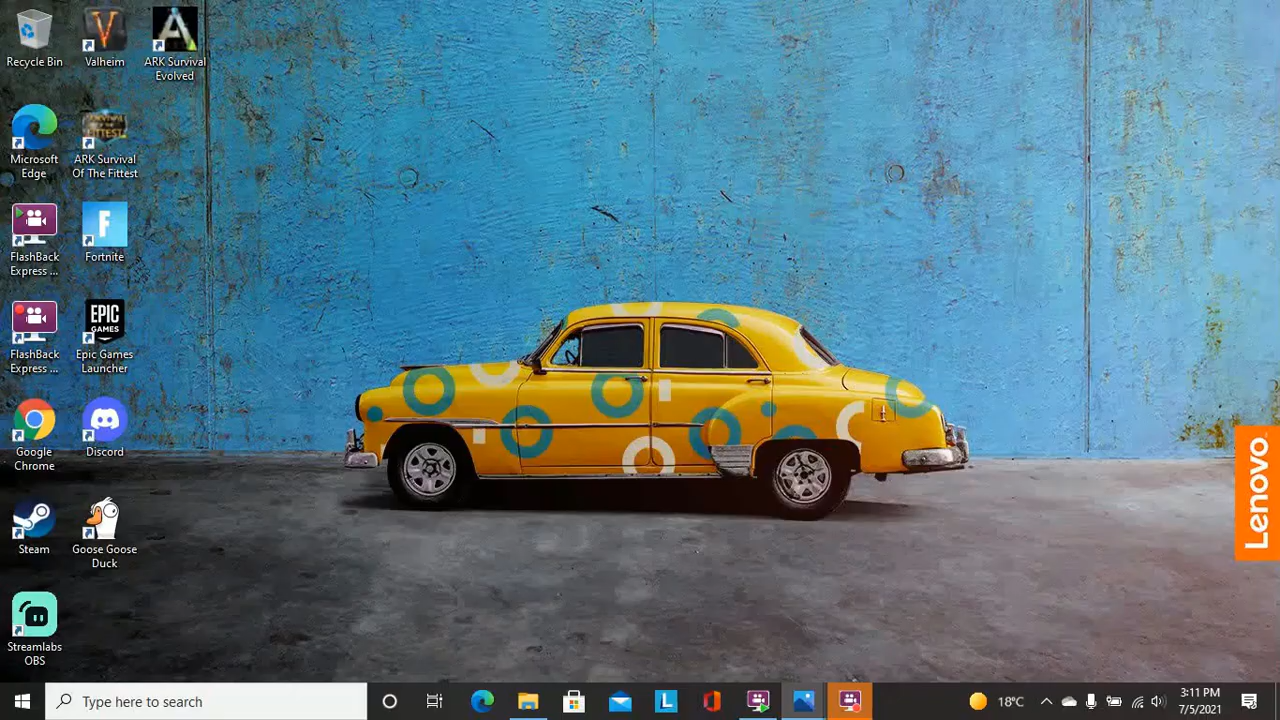 Recycle Bin
Valheim
ARK Survival
Evolved
Microsoft
Edge
ARK Survival
Of The Fittest
FlashBack
Express ...
Fortnite
FlashBack
Express ...
EPIC
GAMES
Epic Games
Launcher
Google
Chrome
Discord
Steam
Goose Goose
Duck
Streamlabs
OBS
Lenovo
Type here to search
L
18°C
3:11 PM
7/5/2021